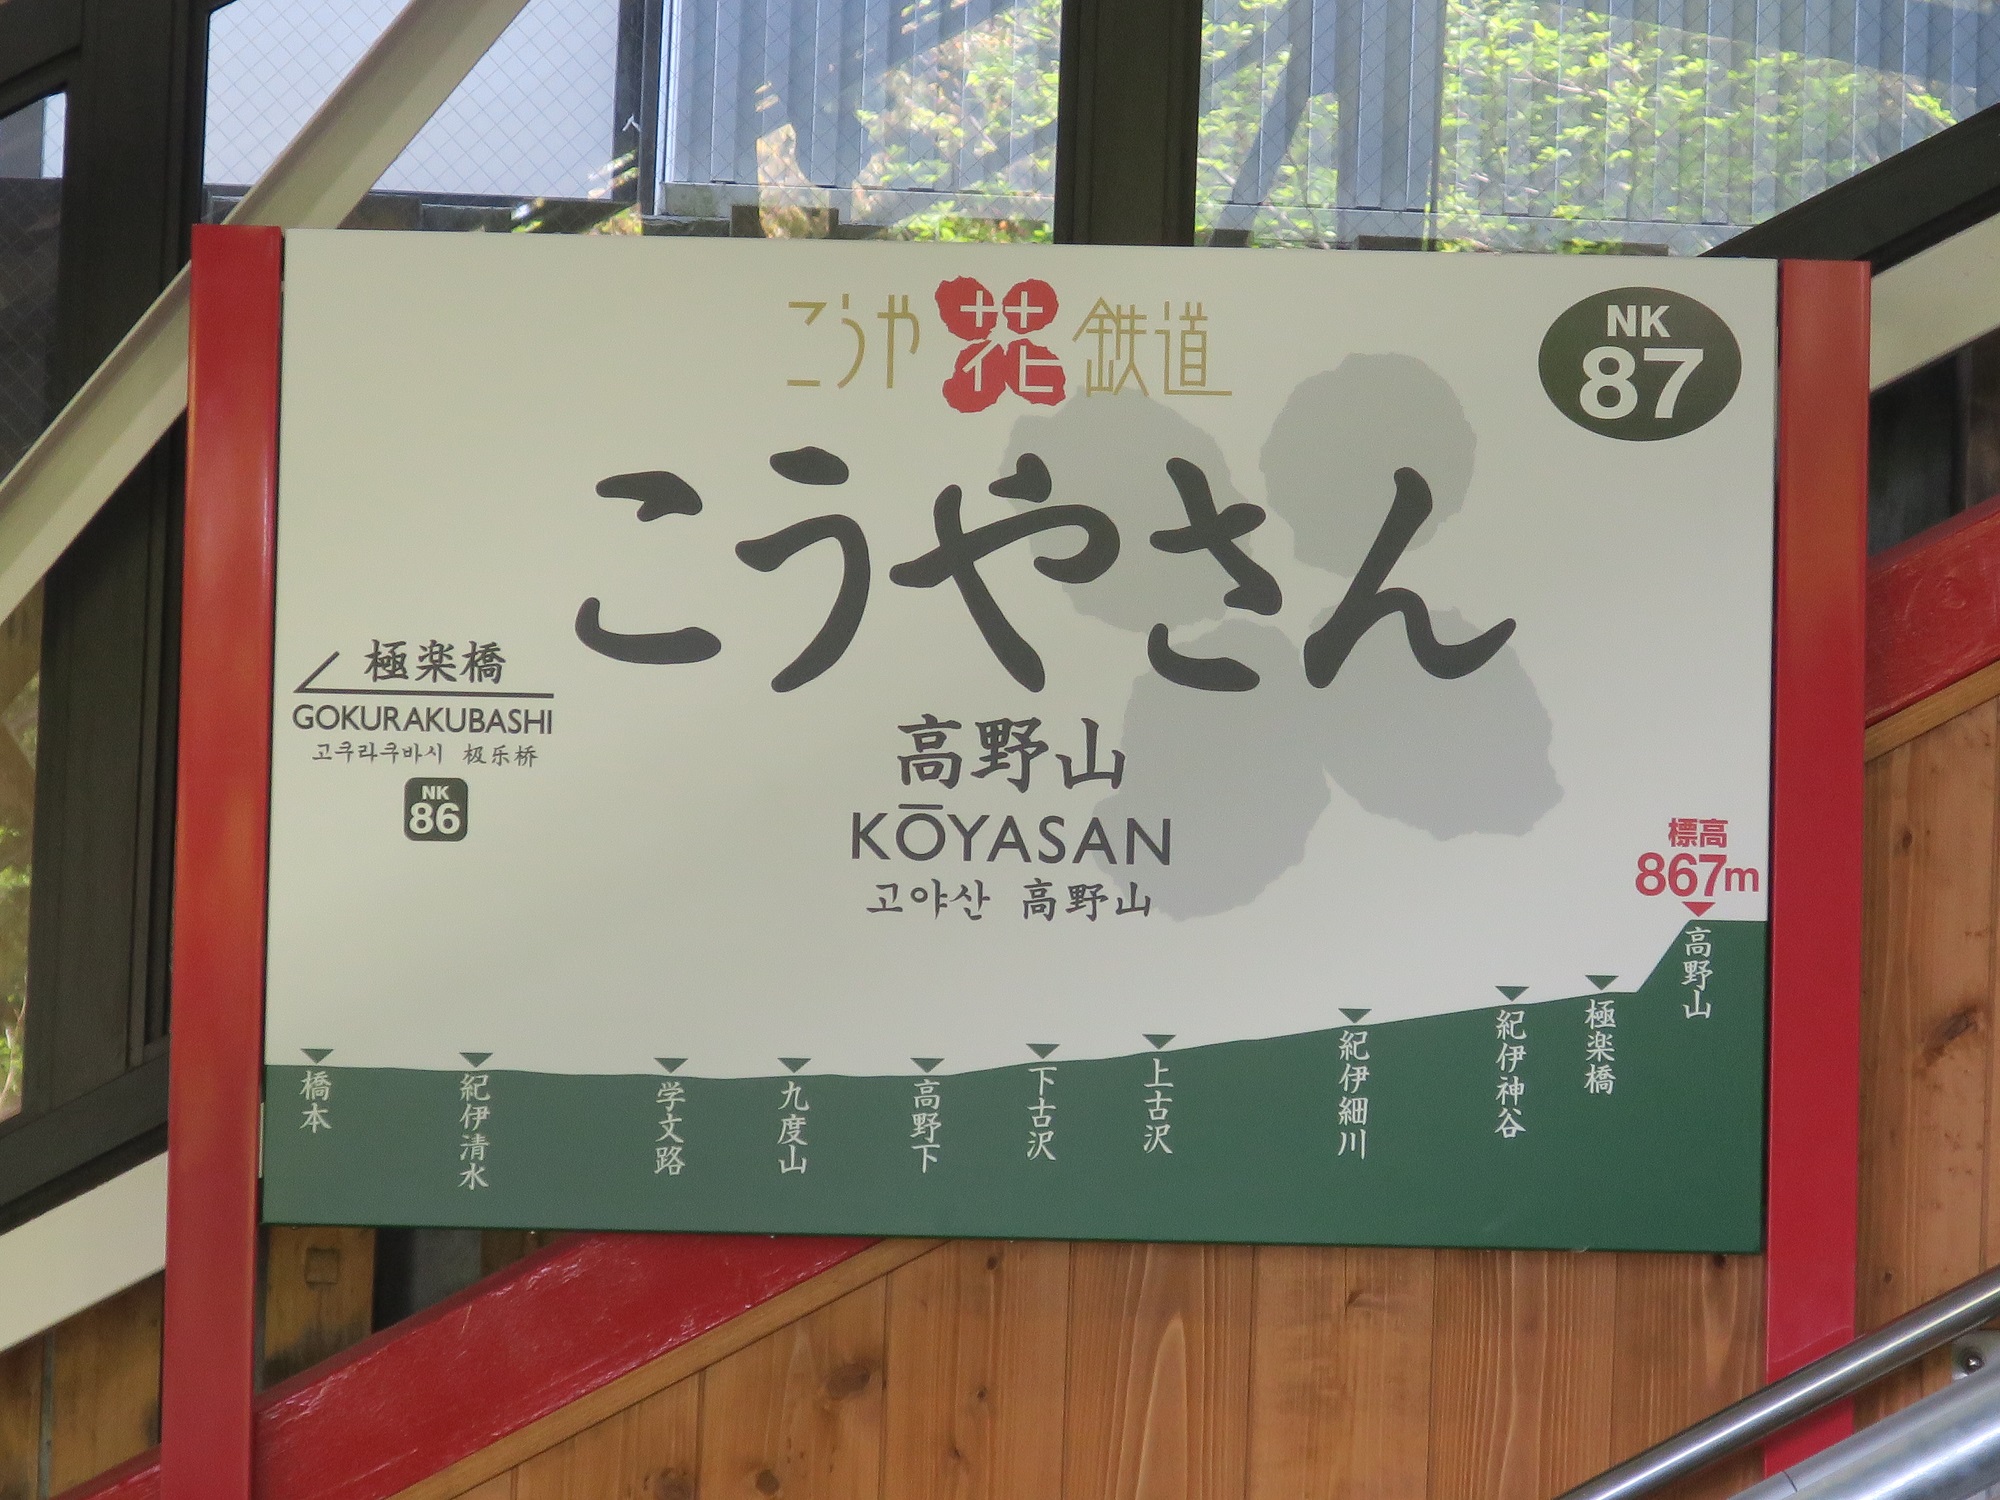 こうや花鉄道
NK
87
こうやさん
極楽橋
GOKURAKUBASHI
고쿠라쿠바시 极乐桥
NK
86
高野山
KŌYASAN
고야산 高野山
標高
867m
橋本
紀伊清水
学文路
九度山
高野下
下古沢
上古沢
紀伊細川
紀伊神谷
極楽橋
高野山